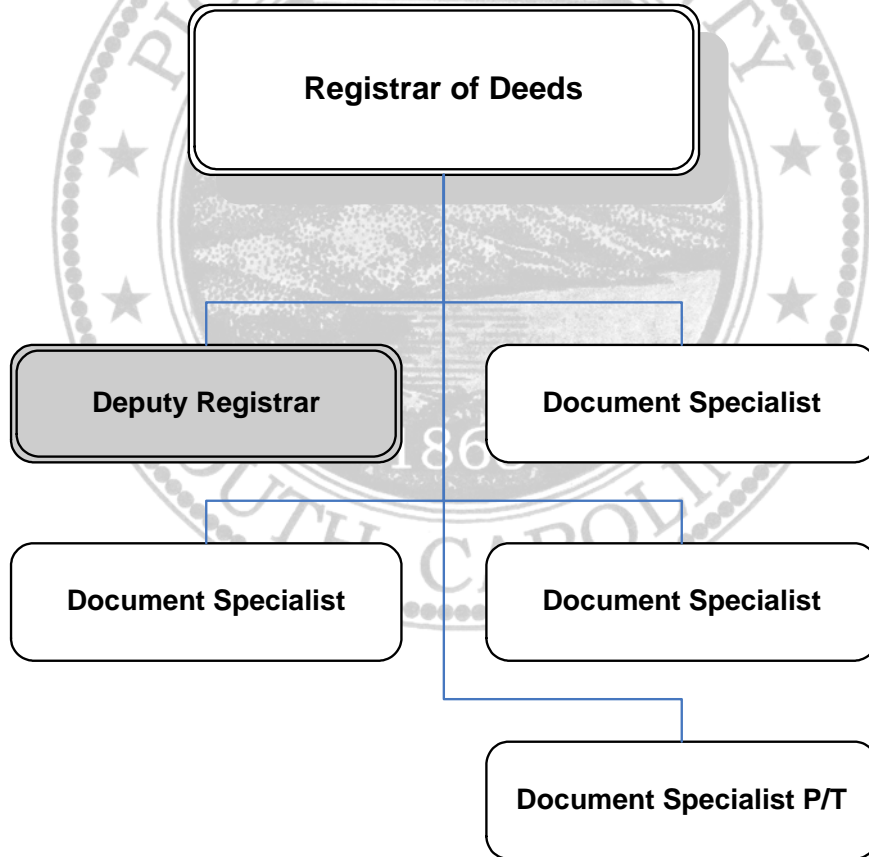 Registrar of Deeds
Deputy Registrar
Document Specialist
Document Specialist
Document Specialist
Document Specialist P/T